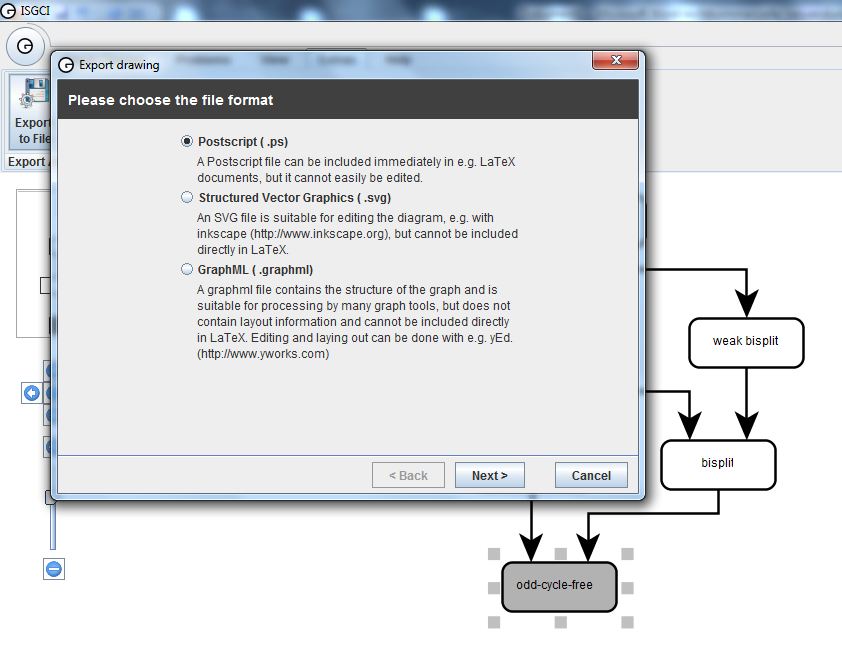 ISGCI
Export drawing
Problems View Extras Help
Please choose the file format
Export
to File
Export
Postscript ( .ps)
A Postscript file can be included immediately in e.g. LaTeX
documents, but it cannot easily be edited.
Structured Vector Graphics ( .svg)
An SVG file is suitable for editing the diagram, e.g. with
inkscape (http://www.inkscape.org), but cannot be included
directly in LaTeX.
GraphML ( .graphml)
A graphml file contains the structure of the graph and is
suitable for processing by many graph tools, but does not
contain layout information and cannot be included directly
in LaTeX. Editing and laying out can be done with e.g. yEd.
(http://www.yworks.com)
< Back
Next >
Cancel
weak bisplit
bisplit
odd-cycle-free